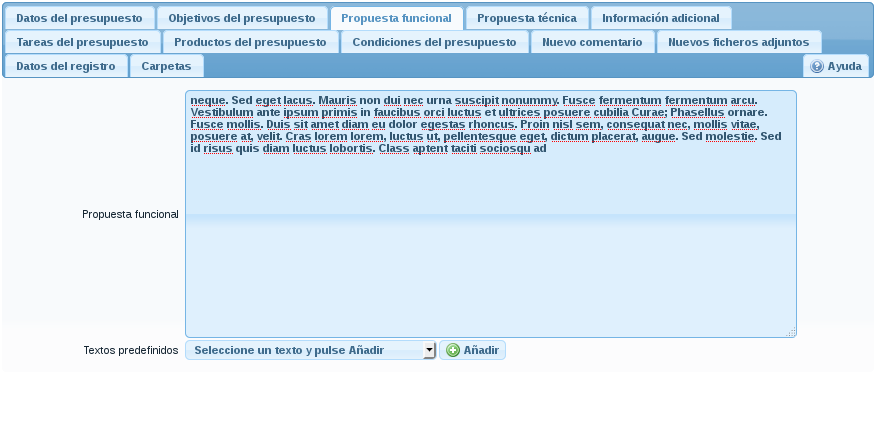 Datos del presupuesto Objetivos del presupuesto Propuesta funcional Propuesta técnica Información adicional
Tareas del presupuesto Productos del presupuesto Condiciones del presupuesto Nuevo comentario Nuevos ficheros adjuntos
Datos del registro Carpetas Ayuda
neque. Sed eget lacus. Mauris non dui nec urna suscipit nonummy. Fusce fermentum fermentum arcu.
Vestibulum ante ipsum primis in faucibus orci luctus et ultrices posuere cubilia Curae; Phasellus ornare.
Fusce mollis. Duis sit amet diam eu dolor egestas rhoncus. Proin nisl sem, consequat nec, mollis vitae,
posuere at, velit. Cras lorem lorem, luctus ut, pellentesque eget, dictum placerat, augue. Sed molestie. Sed
id risus quis diam luctus lobortis. Class aptent taciti sociosqu ad
Propuesta funcional
Textos predefinidos Seleccione un texto y pulse Añadir Añadir